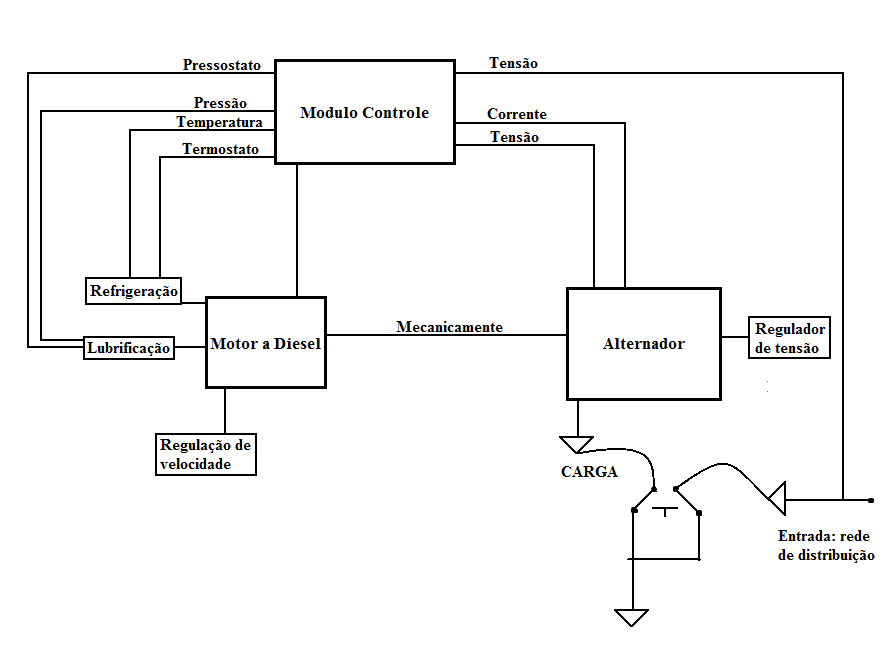 Pressostato
Tensão
Modulo Controle
Pressão
Corrente
Temperatura
Tensão
Termostato
Refrigeração
Mecanicamente
Regulador
de tensão
Motor a Diesel
Alternador
Lubrificação
Regulação de
velocidade
CARGA
Entrada: rede
de distribuição